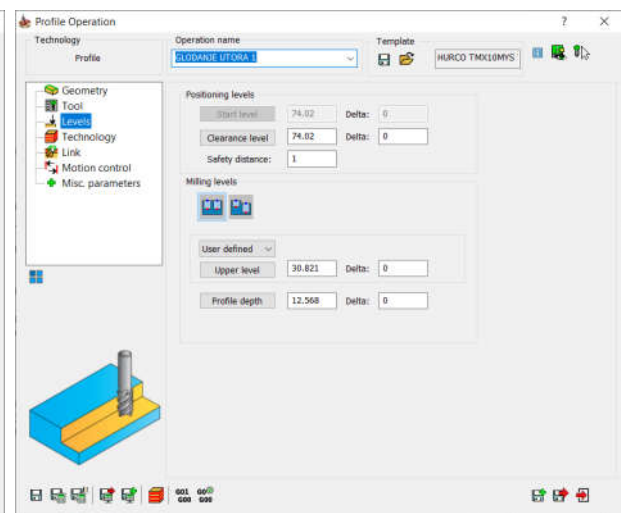 Profile Operation
? ×
Technology
Profile
Operation name
GLODANJE UTORA 1
Template
HURCO TMX10MYS
Geometry
Tool
Levels
Technology
Link
Motion control
Misc. parameters
Positioning levels
Start level 74.02 Delta: 0
Clearance level 74.02 Delta: 0
Safety distance: 1
Milling levels
User defined
Upper level 30.821 Delta: 0
Profile depth 12.568 Delta: 0
G01 G00
G00 G00